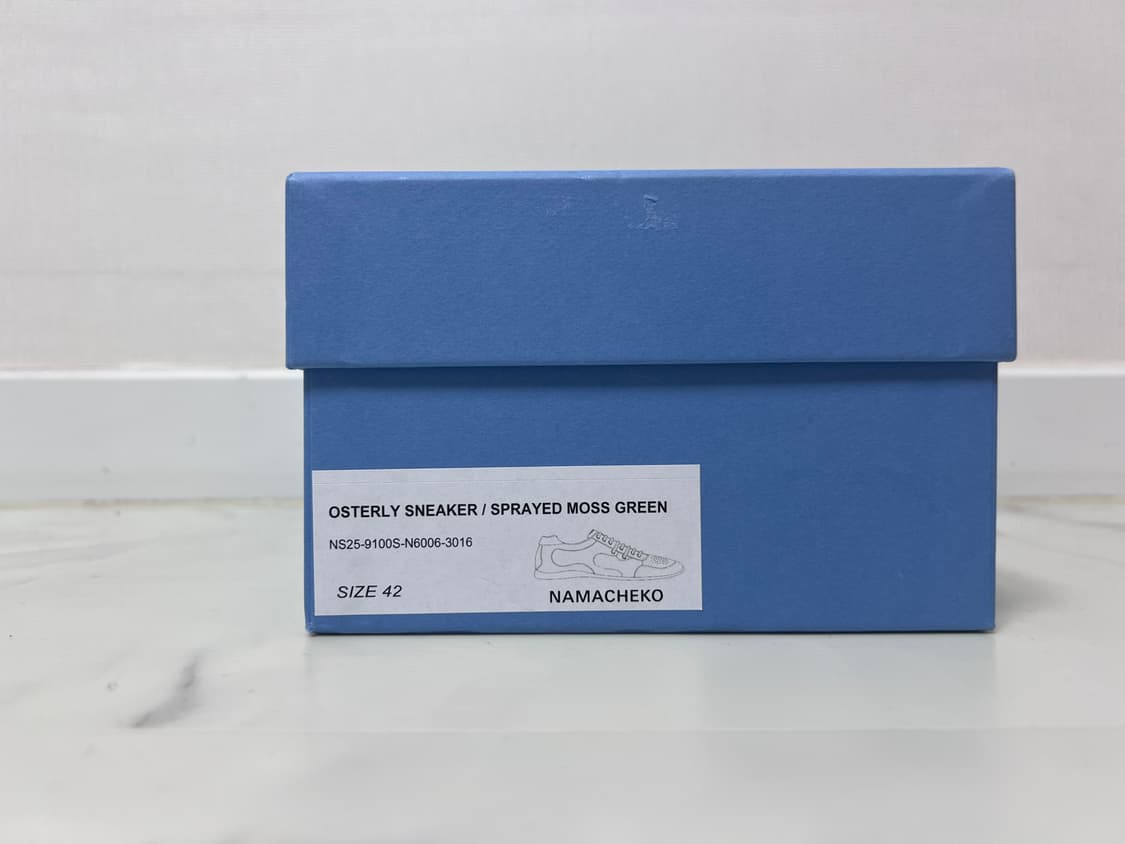 OSTERLY SNEAKER / SPRAYED MOSS GREEN
NS25-9100S-N6006-3016
SIZE 42
NAMACHEKO